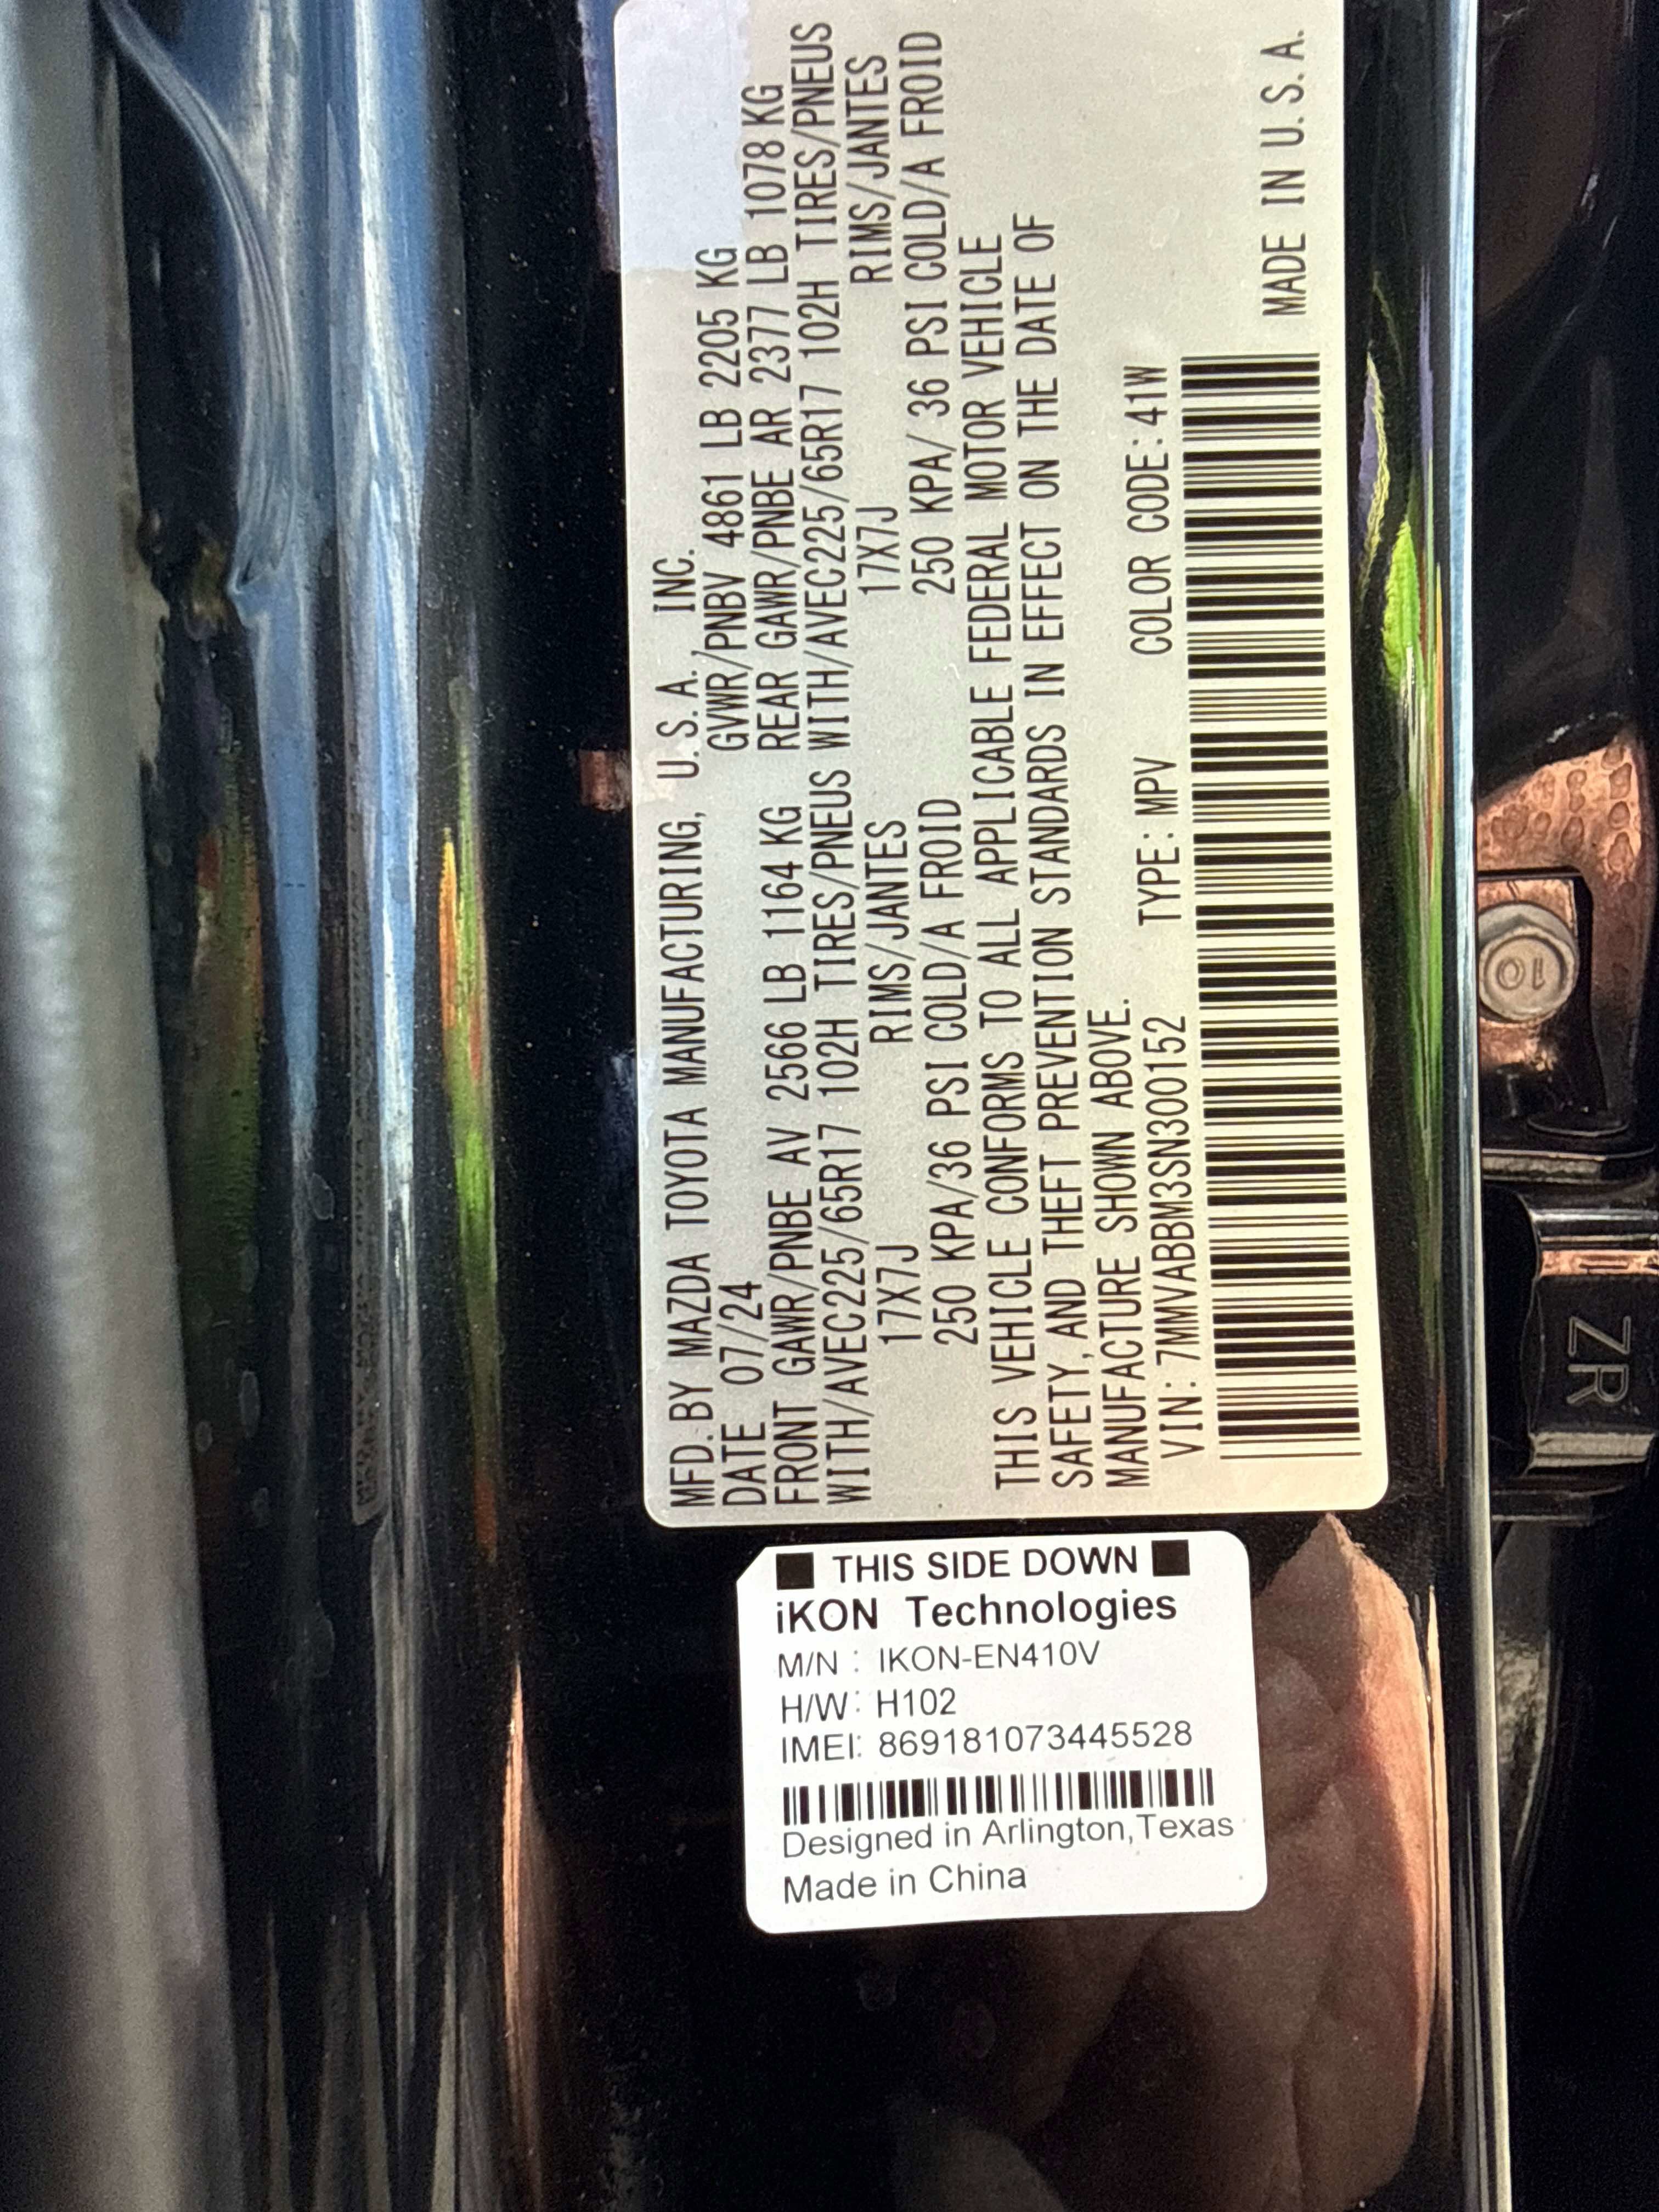 MFD. BY MAZDA TOYOTA MANUFACTURING, U.S.A. INC.
DATE 07/24 GVWR/PNBV 4861 LB 2205 KG
FRONT GAWR/PNBE AV 2566 LB 1164 KG REAR GAWR/PNBE AR 2377 LB 1078 KG
WITH/AVEC225/65R17 102H TIRES/PNEUS WITH/AVEC225/65R17 102H TIRES/PNEUS
17X7J RIMS/JANTES 17X7J RIMS/JANTES
250 KPA/36 PSI COLD/A FROID 250 KPA/ 36 PSI COLD/A FROID
THIS VEHICLE CONFORMS TO ALL APPLICABLE FEDERAL MOTOR VEHICLE
SAFETY, AND THEFT PREVENTION STANDARDS IN EFFECT ON THE DATE OF
MANUFACTURE SHOWN ABOVE.
VIN: 7MMVABBM3SN300152 TYPE: MPV COLOR CODE: 41W
MADE IN U.S.A.
THIS SIDE DOWN
iKON Technologies
M/N : IKON-EN410V
H/W: H102
IMEI: 869181073445528
Designed in Arlington,Texas
Made in China
10
ZR